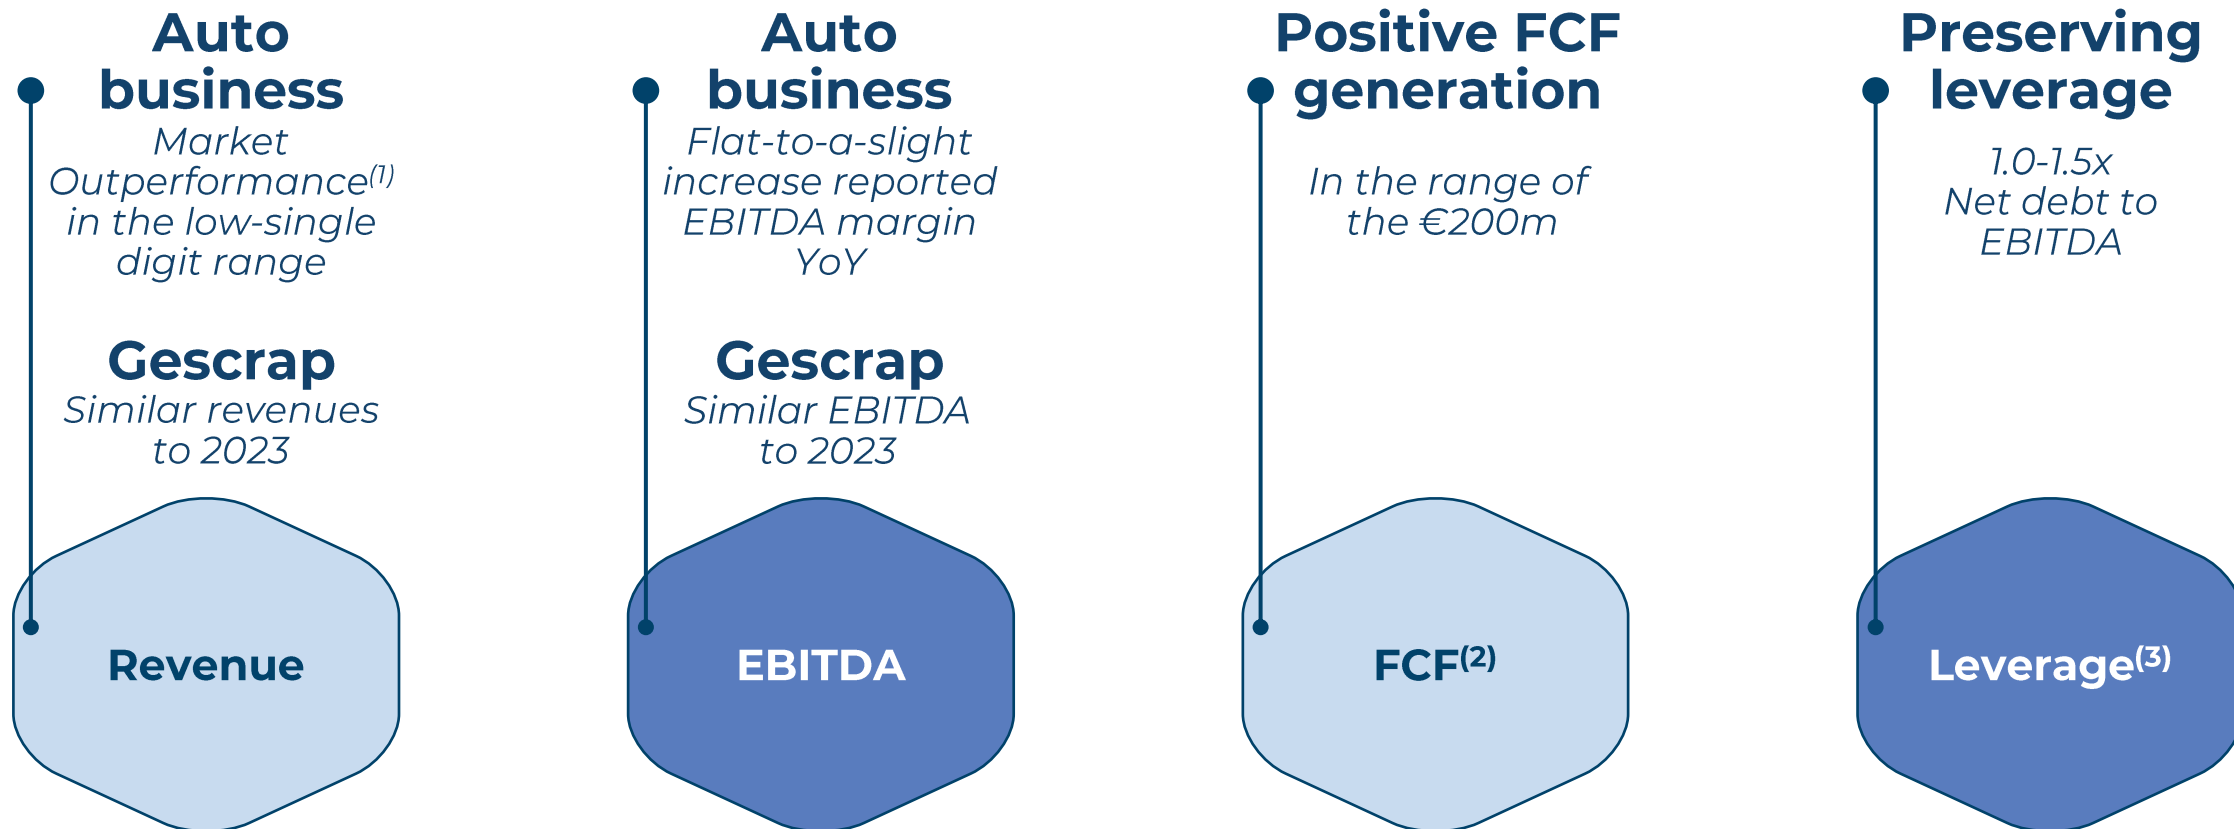 Auto
business
Market
Outperformance(1)
in the low-single
digit range
Gescrap
Similar revenues
to 2023
Revenue
Auto
business
Flat-to-a-slight
increase reported
EBITDA margin
YoY
Gescrap
Similar EBITDA
to 2023
EBITDA
Positive FCF
generation
In the range of
the €200m
FCF(2)
Preserving
leverage
1.0-1.5x
Net debt to
EBITDA
Leverage(3)